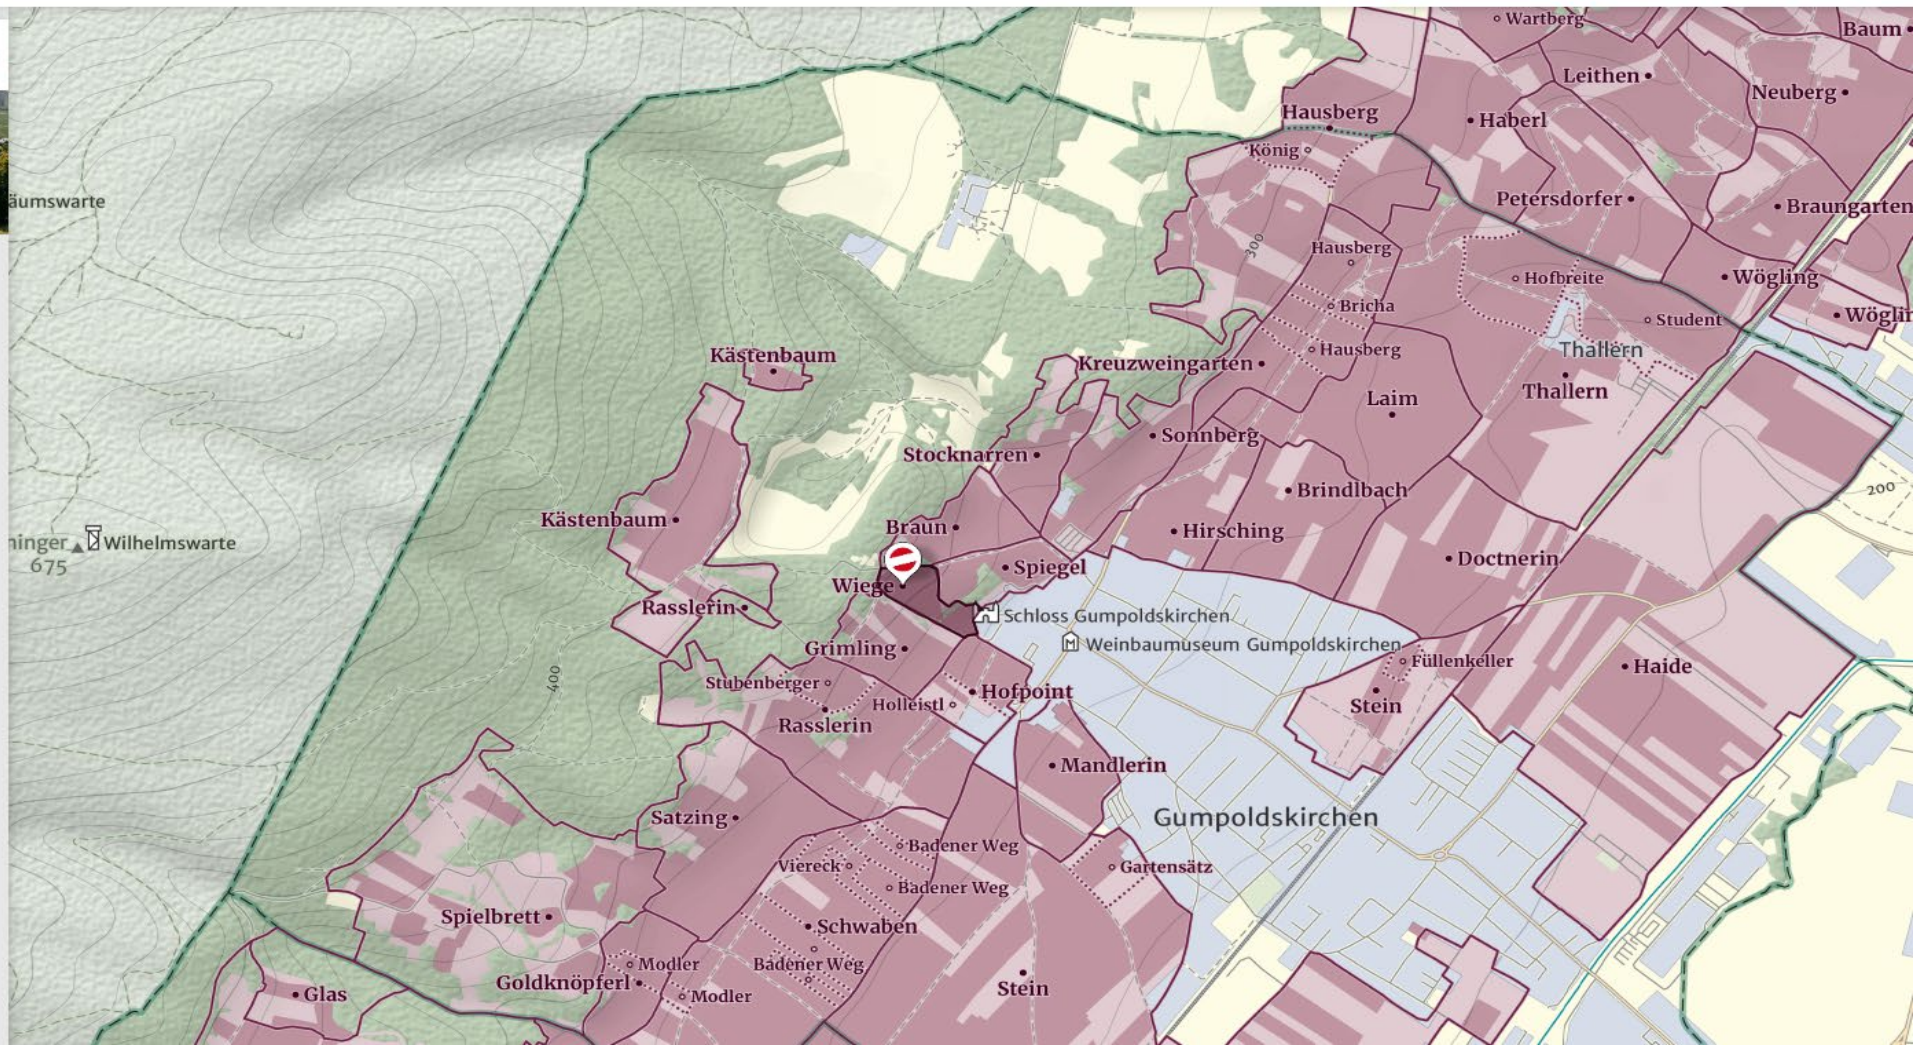 Wartberg
Baum
Leithen
Neuberg
Hausberg
Haberl
König
Petersdorfer
Braungarten
äumswarte
300
Hausberg
Hofbreite
Wögling
Bricha
Student
Wöglin
Hausberg
Thallern
Kästenbaum
Kreuzweingarten
Thallern
Laim
Sonnberg
Stocknarren
Brindlbach
200
Kästenbaum
Braun
Hirsching
ninger
Wilhelmswarte
675
Doctnerin
Spiegel
Wiege
Rasslerin
Schloss Gumpoldskirchen
M
Weinbaumuseum Gumpoldskirchen
Grimling
Füllenkeller
Haide
400
Stubenberger
Hofpoint
Holleistl
Stein
Rasslerin
Mandlerin
Satzing
Gumpoldskirchen
Badener Weg
Viereck
Gartensätz
Badener Weg
Spielbrett
Schwaben
Modler
Badener Weg
Goldknöpferl
Stein
Glas
Modler